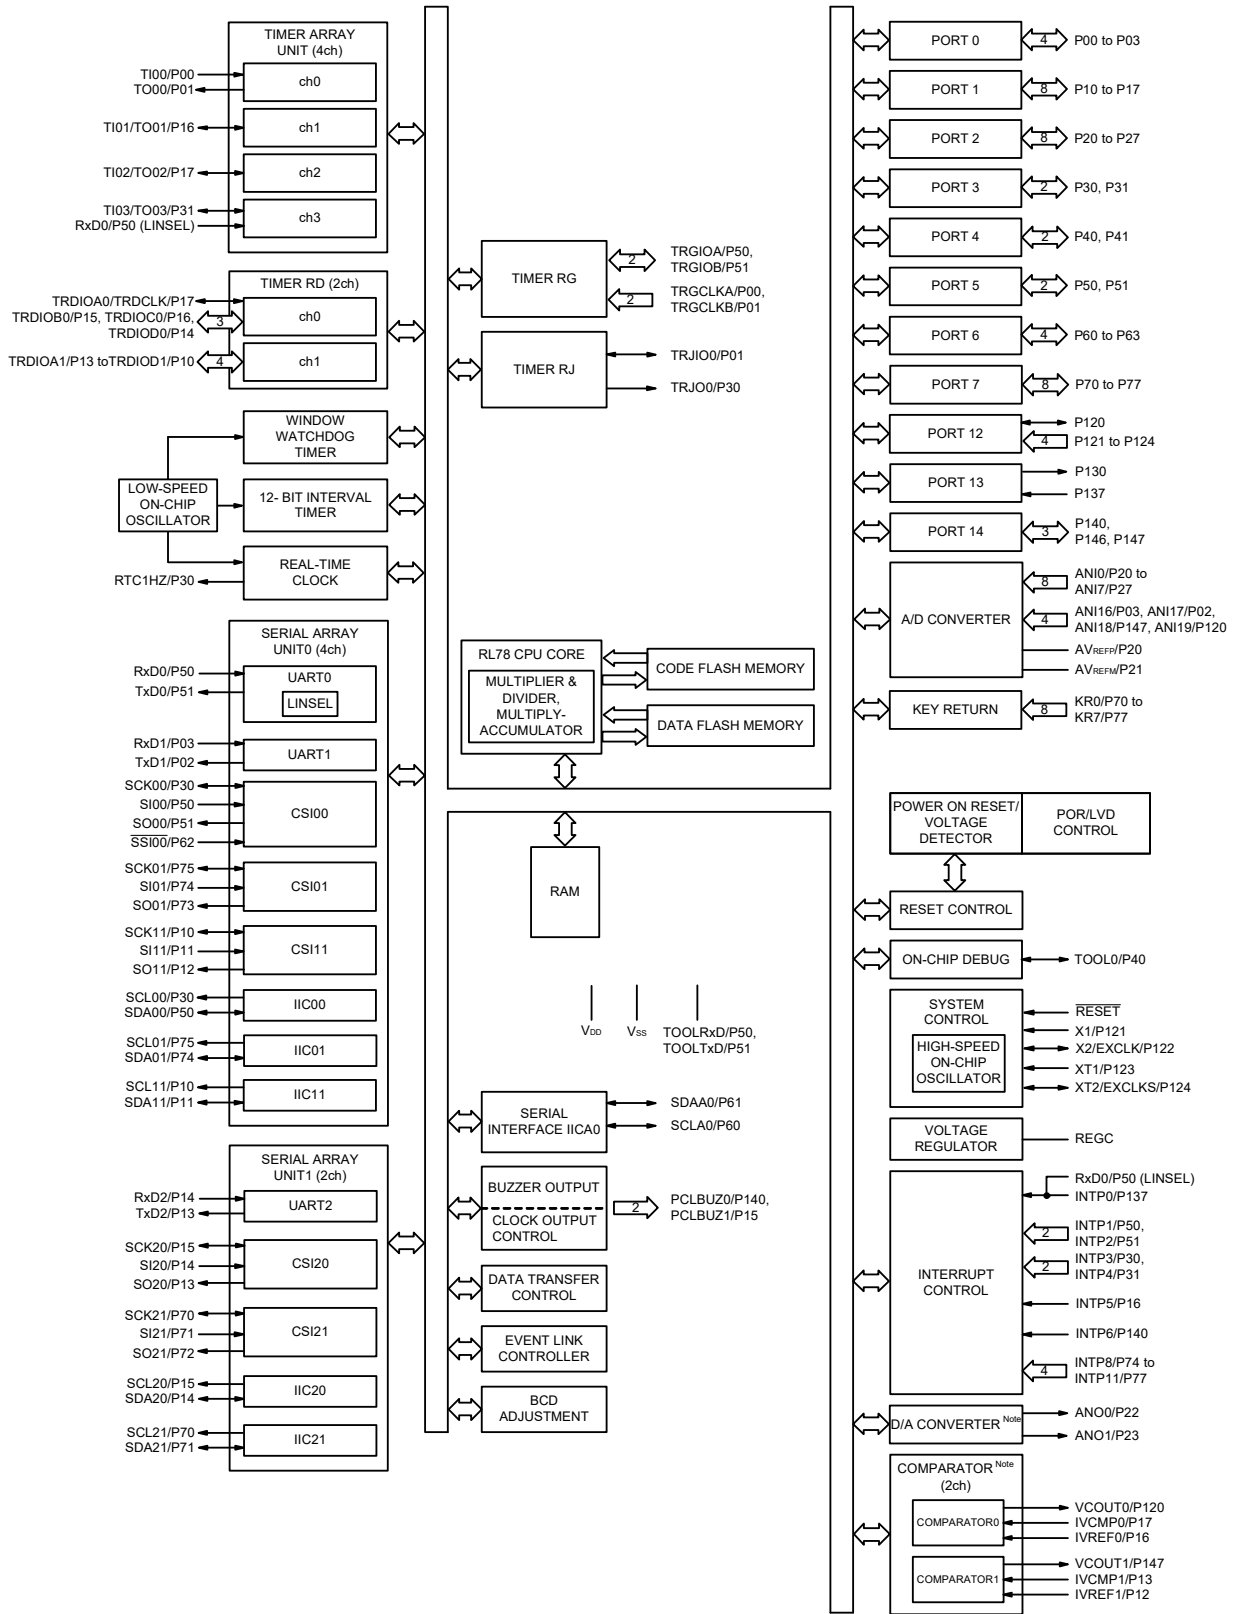 TIMER ARRAY
UNIT (4ch)
TI00/P00
TO00/P01
ch0
TI01/TO01/P16
ch1
TI02/TO02/P17
ch2
TI03/TO03/P31
RxD0/P50 (LINSEL)
ch3
TIMER RD (2ch)
TRDIOA0/TRDCLK/P17
TRDIOB0/P15, TRDIOC0/P16,
TRDIOD0/P14
3
ch0
TRDIOA1/P13 toTRDIOD1/P10
4
ch1
WINDOW
WATCHDOG
TIMER
LOW-SPEED
ON-CHIP
OSCILLATOR
12- BIT INTERVAL
TIMER
RTC1HZ/P30
REAL-TIME
CLOCK
SERIAL ARRAY
UNIT0 (4ch)
RxD0/P50
TxD0/P51
UART0
LINSEL
RxD1/P03
TxD1/P02
UART1
SCK00/P30
SI00/P50
SO00/P51
SSI00/P62
CSI00
SCK01/P75
SI01/P74
SO01/P73
CSI01
SCK11/P10
SI11/P11
SO11/P12
CSI11
SCL00/P30
SDA00/P50
IIC00
SCL01/P75
SDA01/P74
IIC01
SCL11/P10
SDA11/P11
IIC11
SERIAL ARRAY
UNIT1 (2ch)
RxD2/P14
TxD2/P13
UART2
SCK20/P15
SI20/P14
SO20/P13
CSI20
SCK21/P70
SI21/P71
SO21/P72
CSI21
SCL20/P15
SDA20/P14
IIC20
SCL21/P70
SDA21/P71
IIC21
TIMER RG
2
TRGIOA/P50,
TRGIOB/P51
2
TRGCLKA/P00,
TRGCLKB/P01
TIMER RJ
TRJIO0/P01
TRJO0/P30
RL78 CPU CORE
MULTIPLIER &
DIVIDER,
MULTIPLY-
ACCUMULATOR
CODE FLASH MEMORY
DATA FLASH MEMORY
RAM
VDD
VSS
TOOLRxD/P50,
TOOLTxD/P51
SERIAL
INTERFACE IICA0
SDAA0/P61
SCLA0/P60
BUZZER OUTPUT
CLOCK OUTPUT
CONTROL
2
PCLBUZ0/P140,
PCLBUZ1/P15
DATA TRANSFER
CONTROL
EVENT LINK
CONTROLLER
BCD
ADJUSTMENT
PORT 0
4
P00 to P03
PORT 1
8
P10 to P17
PORT 2
8
P20 to P27
PORT 3
2
P30, P31
PORT 4
2
P40, P41
PORT 5
2
P50, P51
PORT 6
4
P60 to P63
PORT 7
8
P70 to P77
PORT 12
P120
4
P121 to P124
PORT 13
P130
P137
PORT 14
3
P140,
P146, P147
A/D CONVERTER
8
ANI0/P20 to
ANI7/P27
4
ANI16/P03, ANI17/P02,
ANI18/P147, ANI19/P120
AVREFP/P20
AVREFM/P21
KEY RETURN
8
KR0/P70 to
KR7/P77
POWER ON RESET/
VOLTAGE
DETECTOR
POR/LVD
CONTROL
RESET CONTROL
ON-CHIP DEBUG
TOOL0/P40
SYSTEM
CONTROL
HIGH-SPEED
ON-CHIP
OSCILLATOR
RESET
X1/P121
X2/EXCLK/P122
XT1/P123
XT2/EXCLKS/P124
VOLTAGE
REGULATOR
REGC
INTERRUPT
CONTROL
RxD0/P50 (LINSEL)
INTP0/P137
2
INTP1/P50,
INTP2/P51
2
INTP3/P30,
INTP4/P31
INTP5/P16
INTP6/P140
4
INTP8/P74 to
INTP11/P77
D/A CONVERTER Note
ANO0/P22
ANO1/P23
COMPARATOR Note
(2ch)
COMPARATOR0
VCOUT0/P120
IVCMP0/P17
IVREF0/P16
COMPARATOR1
VCOUT1/P147
IVCMP1/P13
IVREF1/P12